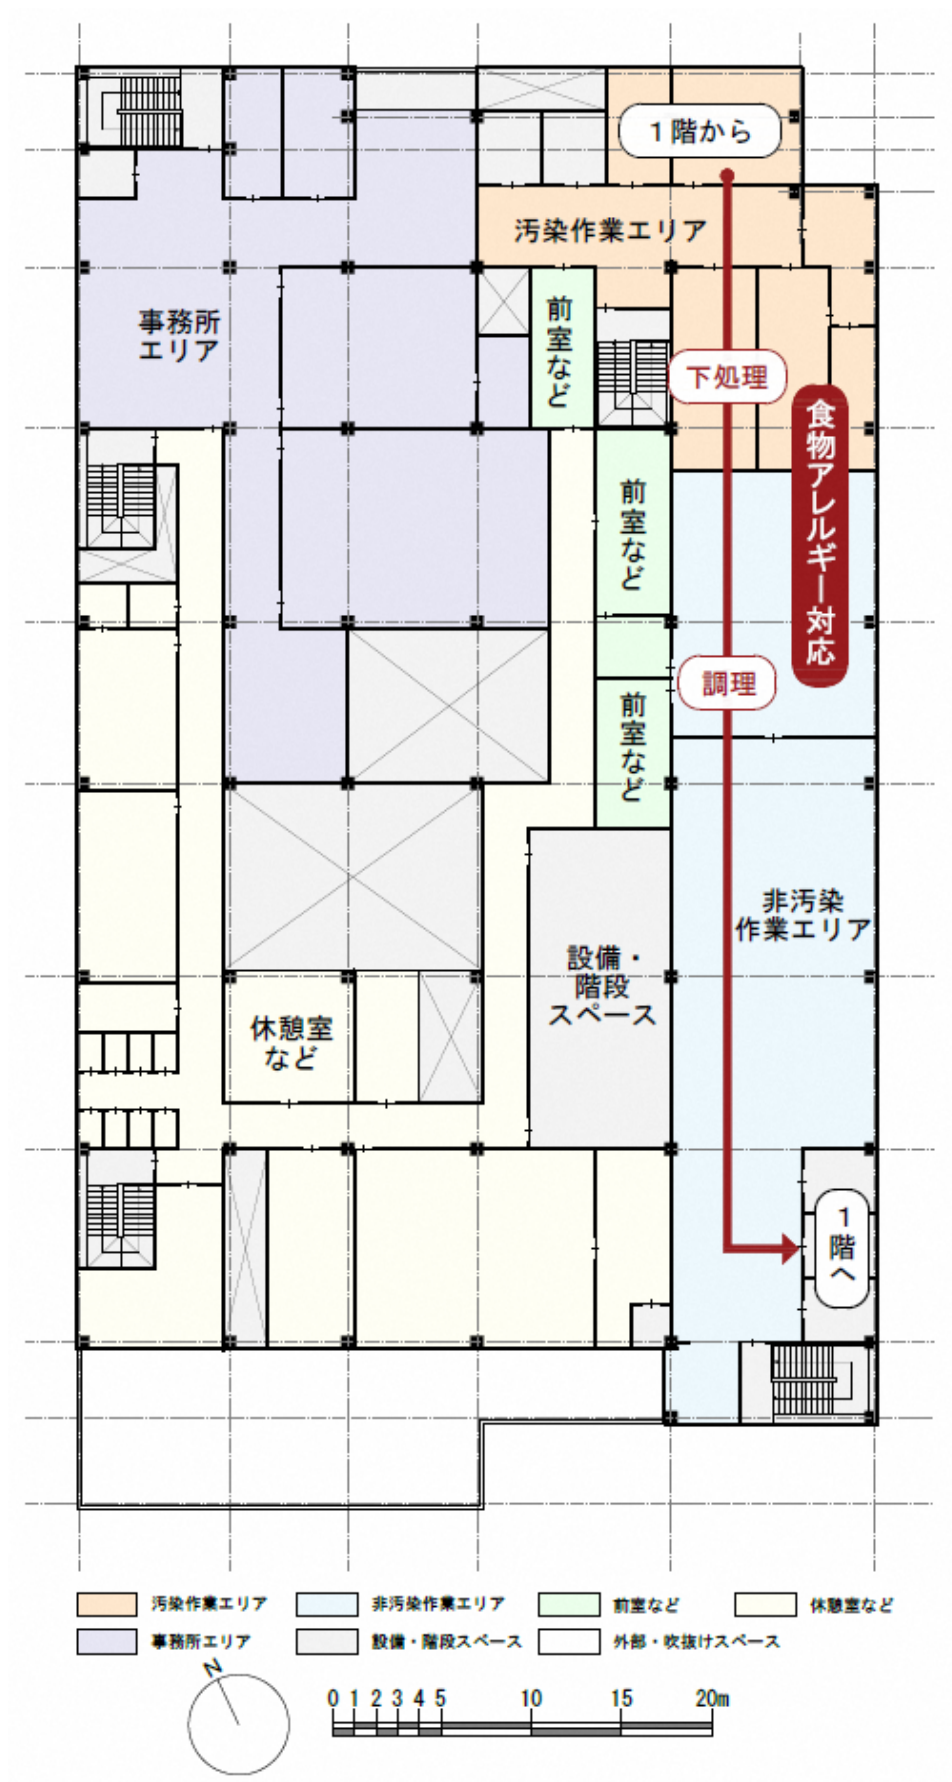 １階から
汚染作業エリア
事務所
エリア
前室など
下処理
食物アレルギー対応
前室など
調理
前室など
非汚染
作業エリア
設備・
階段
スペース
休憩室
など
１階へ
汚染作業エリア
非汚染作業エリア
前室など
休憩室など
事務所エリア
設備・階段スペース
外部・吹抜けスペース
N
0 1 2 3 4 5 10 15 20m